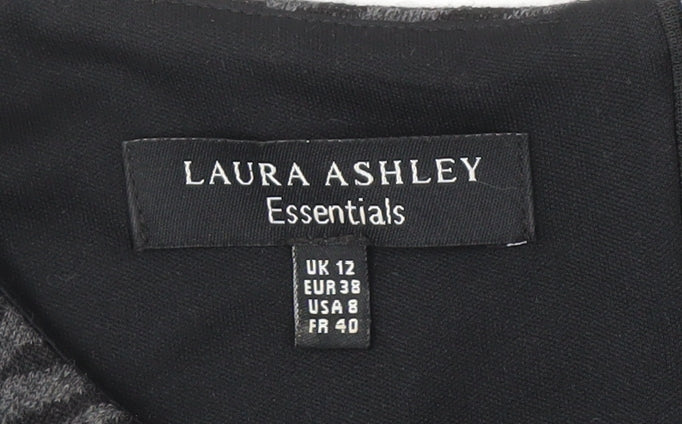 LAURA ASHLEY
Essentials
UK 12
EUR 38
USA 8
FR 40